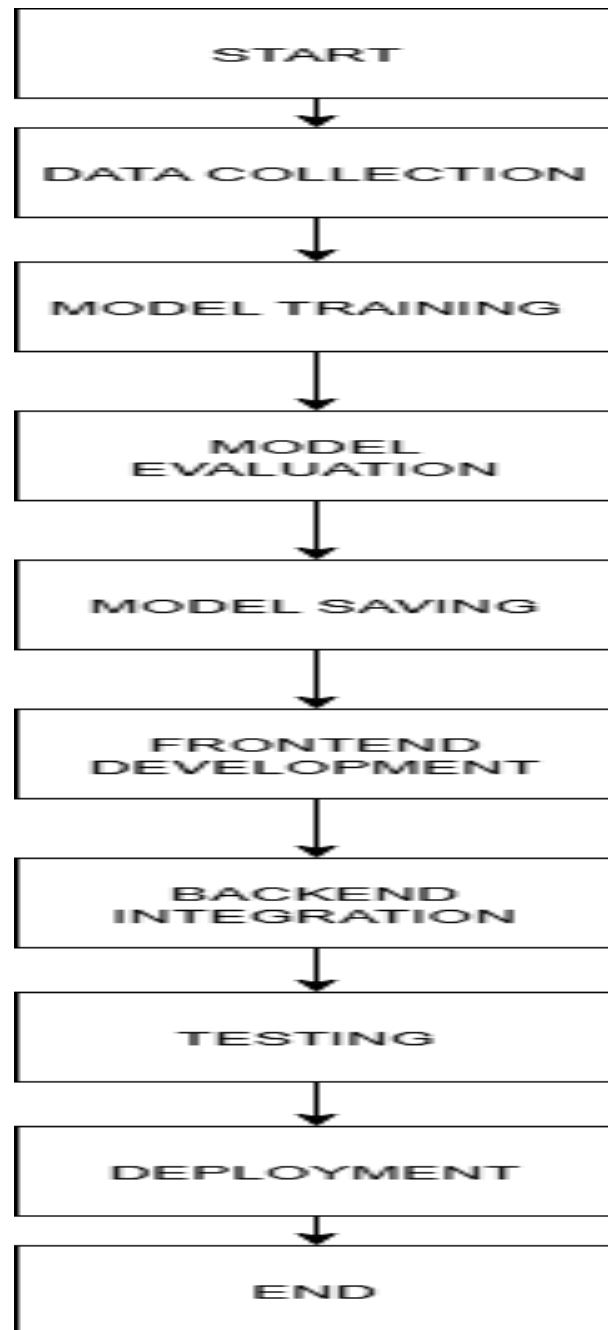 START
DATA COLLECTION
MODEL TRAINING
MODEL
EVALUATION
MODEL SAVING
FRONTEND
DEVELOPMENT
BACKEND
INTEGRATION
TESTING
DEPLOYMENT
END